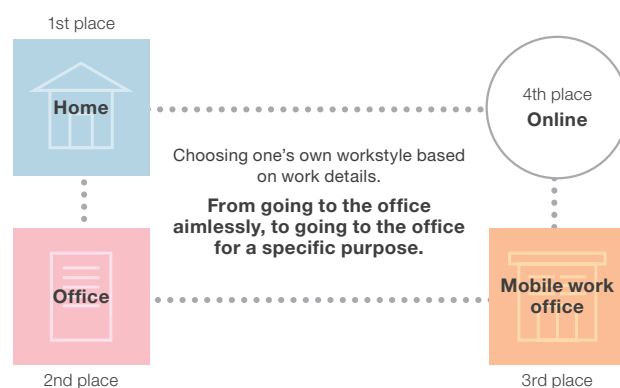 1st place
Home
4th place
Online
Choosing one’s own workstyle based
on work details.
From going to the office
aimlessly, to going to the office
for a specific purpose.
Office
Mobile work
office
2nd place
3rd place